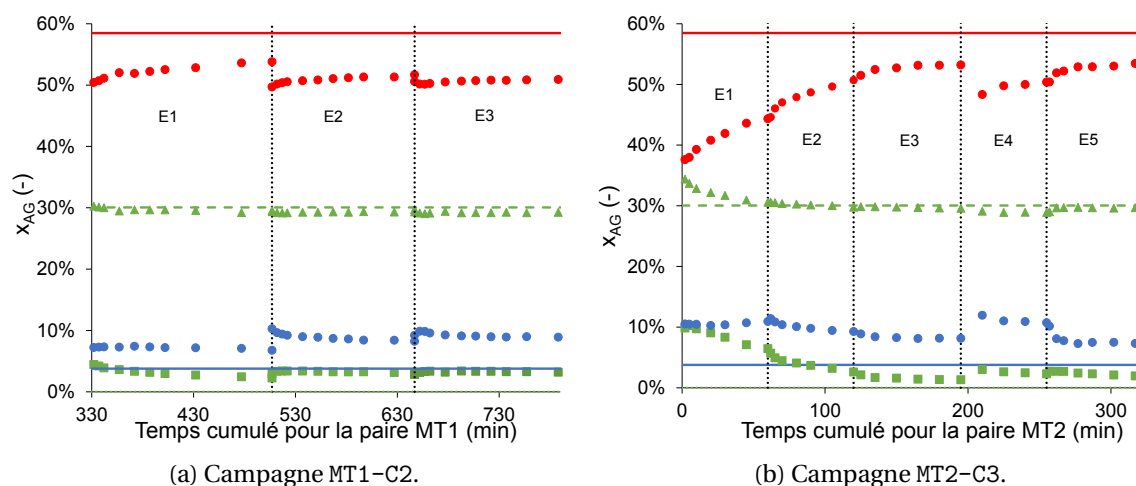 60%
50%
40%
30%
20%
10%
0%
x_AG (-)
E1
E2
E3
330 430 530 630 730
Temps cumulé pour la paire MT1 (min)
(a) Campagne MT1-C2.
60%
50%
40%
30%
20%
10%
0%
x_AG (-)
E1
E2
E3
E4
E5
0 100 200 300
Temps cumulé pour la paire MT2 (min)
(b) Campagne MT2-C3.